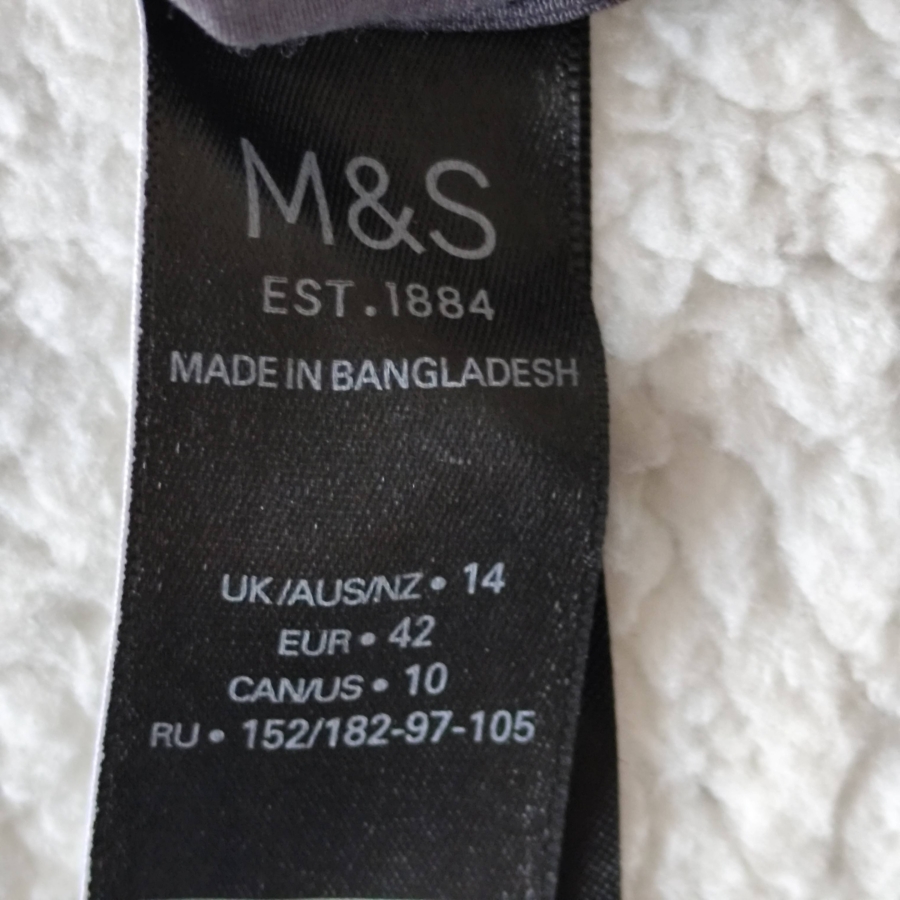 M&S
EST.1884
MADE IN BANGLADESH
UK/AUS/NZ • 14
EUR • 42
CAN/US • 10
RU • 152/182-97-105